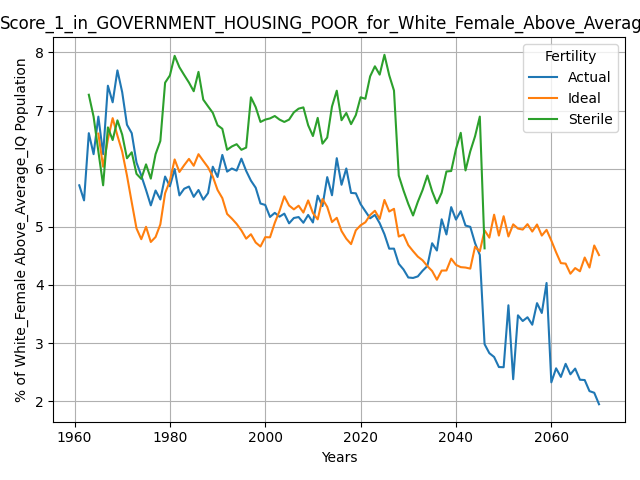 Score_1_in_GOVERNMENT_HOUSING_POOR_for_White_Female_Above_Averag
% of White_Female Above_Average_IQ Population
8
7
6
5
4
3
2
Fertility
Actual
Ideal
Sterile
1960
1980
2000
2020
2040
2060
Years